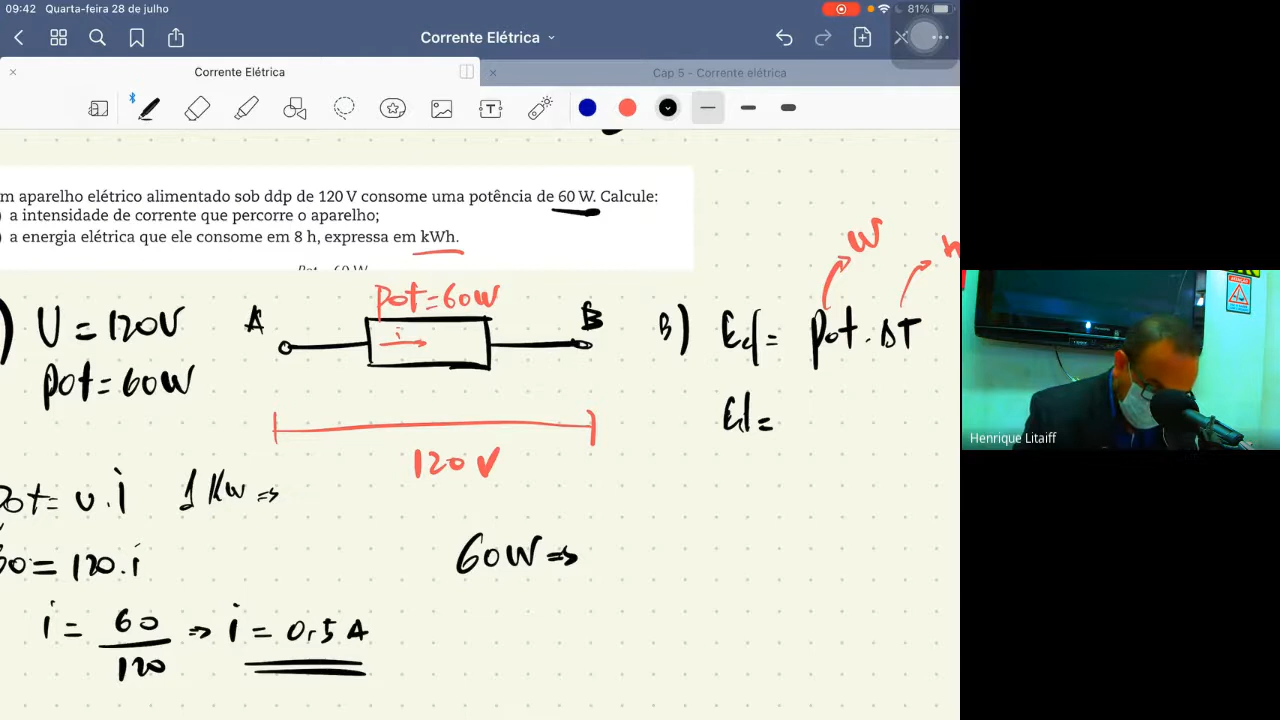 09:42 Quarta-feira 28 de julho
81%
Corrente Elétrica
Corrente Elétrica
Cap 5 - Corrente elétrica
m aparelho elétrico alimentado sob ddp de 120 V consome uma potência de 60 W. Calcule:
) a intensidade de corrente que percorre o aparelho;
) a energia elétrica que ele consome em 8 h, expressa em kWh.
W
h
) U = 120V
pot = 60W
A
pot = 60W
i
B
120 V
B) Eel = pot . ΔT
Eel =
pot = U . i
1 KW ⇒
60 = 120 . i
60W ⇒
i = 60/120 ⇒ i = 0,5 A
Henrique Litaiff